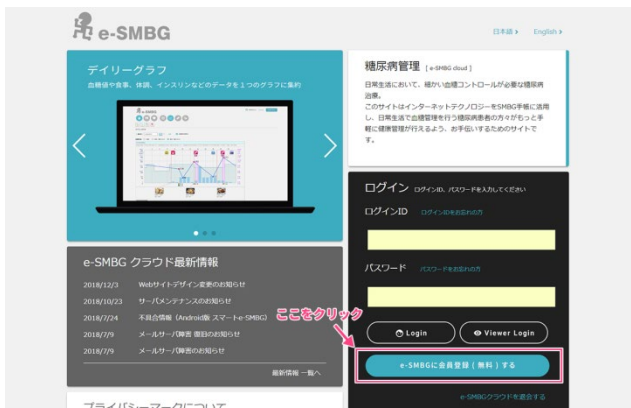 e-SMBG
日本語
English
デイリーグラフ
血糖値や食事、体調、インスリンなどのデータを1つのグラフに集約
糖尿病管理 [ e-SMBG cloud ]
日常生活において、細かい血糖コントロールが必要な糖尿病
治療。
このサイトはインターネットテクノロジーをSMBG手帳に活用
し、日常生活で血糖管理を行う糖尿病患者の方々がもっと手
軽に健康管理が行えるよう、お手伝いするためのサイトで
す。
ログイン ログインID、パスワードを入力してください
ログインID ログインIDをお忘れの方
パスワード パスワードをお忘れの方
Login
Viewer Login
e-SMBGに会員登録 ( 無料 ) する
e-SMBGクラウドを退会する
e-SMBG クラウド最新情報
2018/12/3 Webサイトデザイン変更のお知らせ
2018/10/23 サーバメンテナンスのお知らせ
2018/7/24 不具合情報（Android版 スマートe-SMBG）
2018/7/9 メールサーバ障害 復旧のお知らせ
2018/7/9 メールサーバ障害のお知らせ
最新情報 一覧へ
ここをクリック
プライバシーマークについて